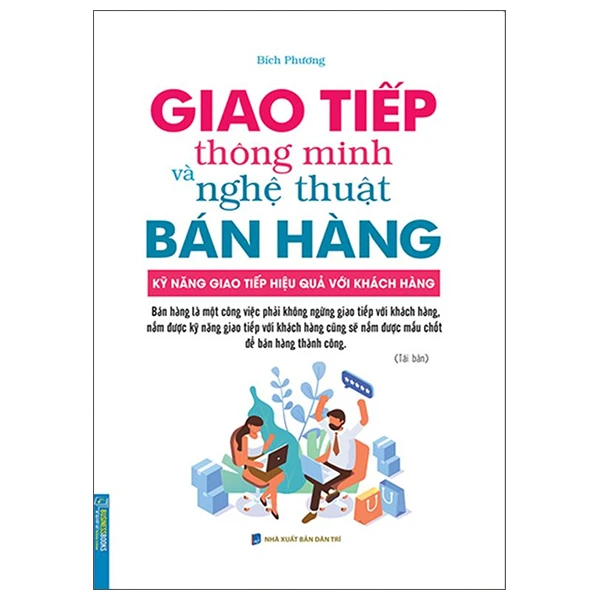 Bích Phương
GIAO TIẾP
thông minh
và nghệ thuật
BÁN HÀNG
KỸ NĂNG GIAO TIẾP HIỆU QUẢ VỚI KHÁCH HÀNG
Bán hàng là một công việc phải không ngừng giao tiếp với khách hàng,
nắm được kỹ năng giao tiếp với khách hàng cũng sẽ nắm được mấu chốt
để bán hàng thành công.
(Tái bản)
BUSINESSBOOKS
NHÀ XUẤT BẢN DÂN TRÍ